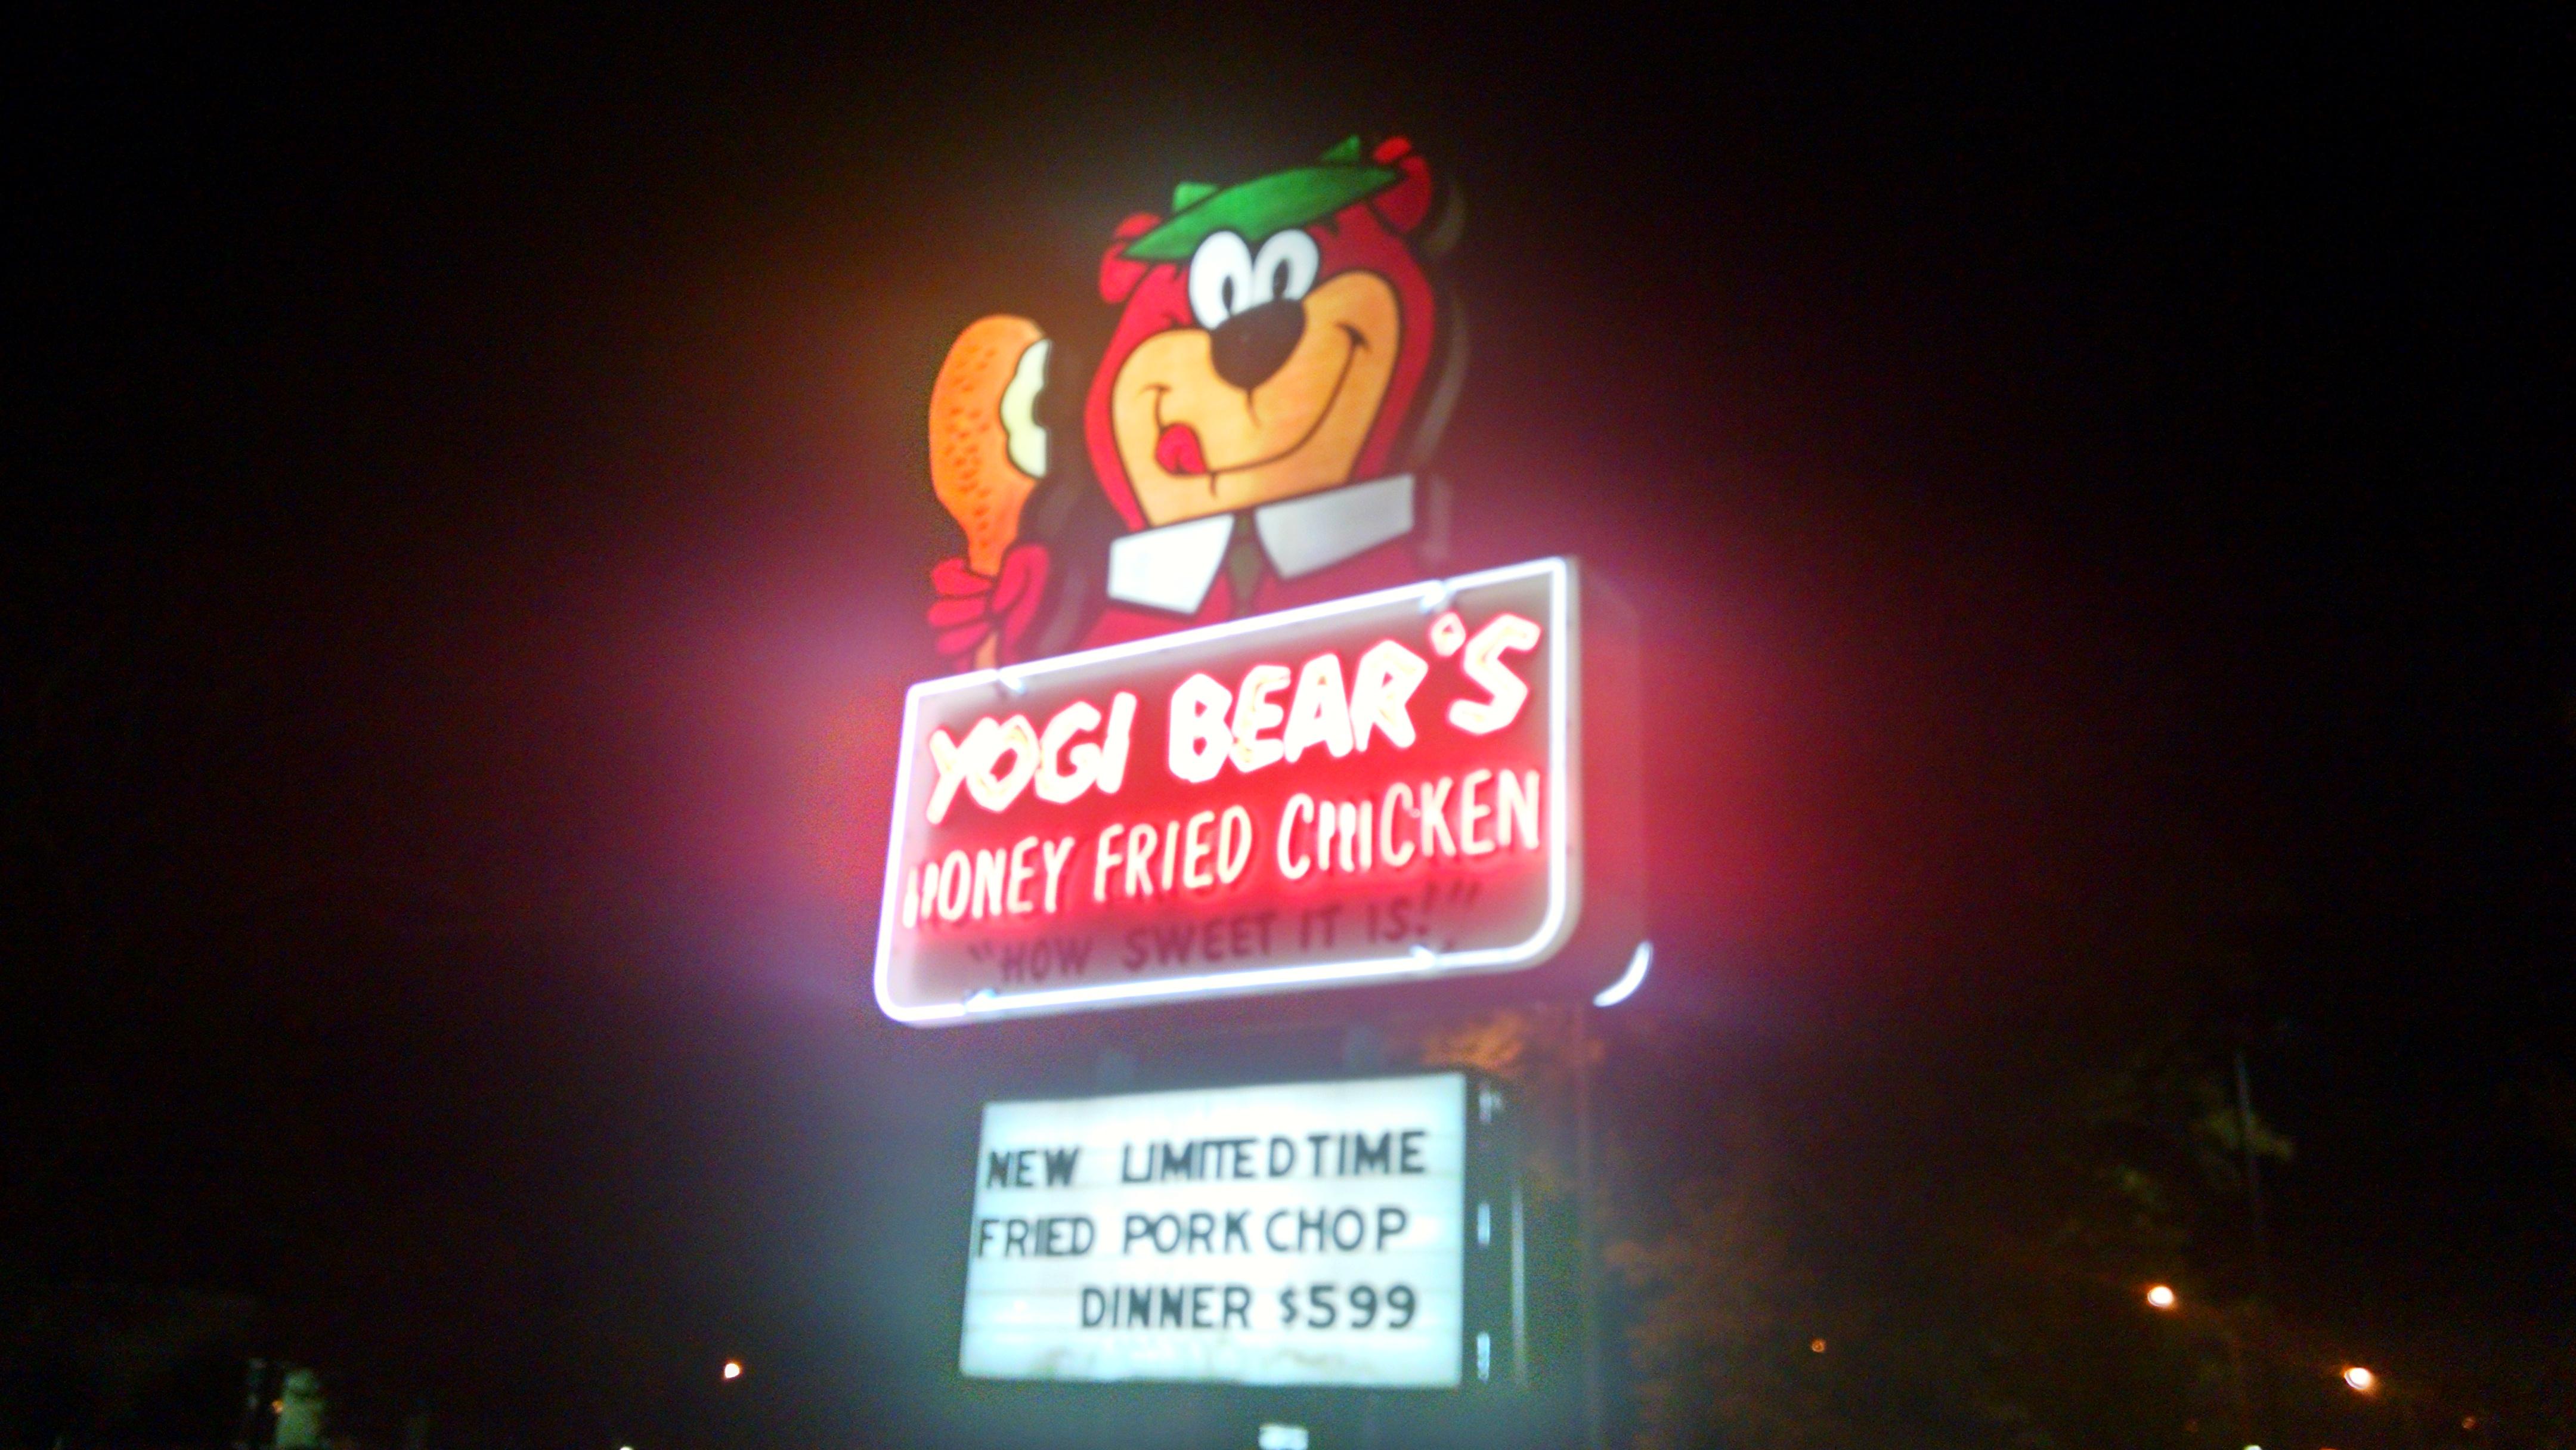 YOGI BEAR'S
HONEY FRIED CHICKEN
"HOW SWEET IT IS!"
NEW LIMITED TIME
FRIED PORK CHOP
DINNER $599